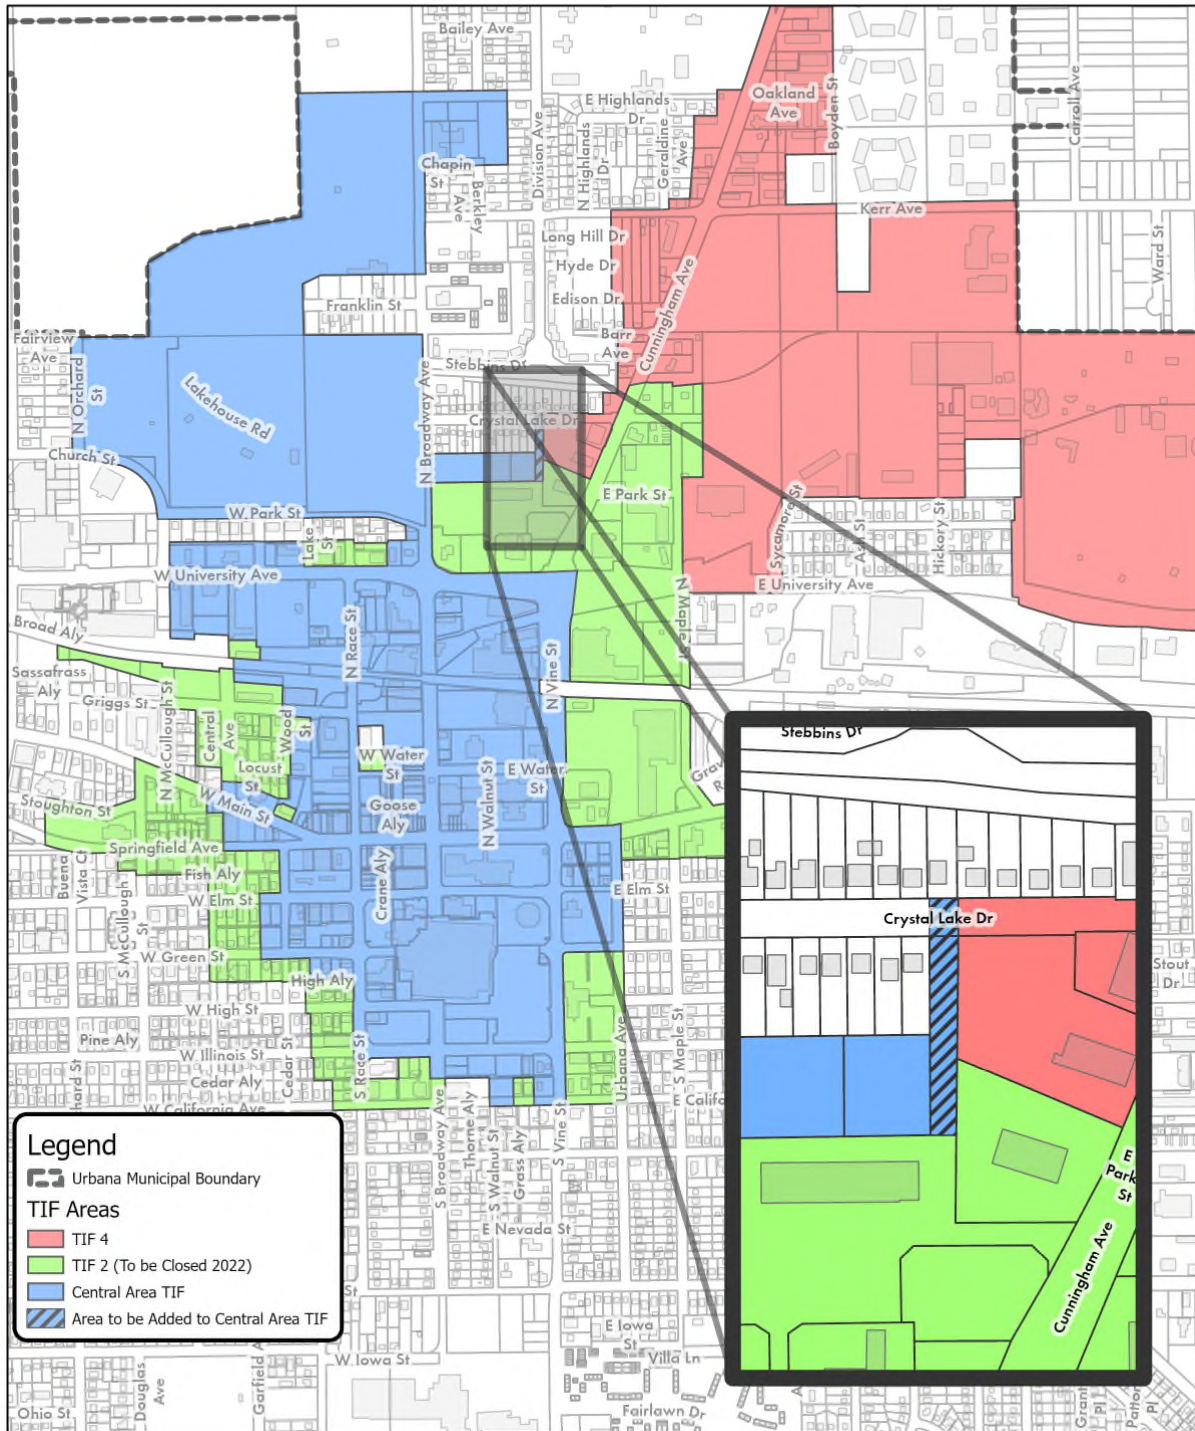 Bailey Ave
E Highlands
Dr
Oakland
Ave
Boyden St
Carroll Ave
Division Ave
N Highlands
Dr
Geraldine
Ave
Chapin
St
Berkley
Ave
Kerr Ave
Long Hill Dr
Ward St
Hyde Dr
Cunningham Ave
Franklin St
Edison Dr
Barr
Ave
Fairview
Ave
N Orchard
St
Stebbins Dr
Lakehouse Rd
N Broadway Ave
Crystal Lake Dr
Church St
E Park St
W Park St
Lake
St
Sycamore St
Ash St
Hickory St
W University Ave
E University Ave
N Maple St
Broad Aly
N Race St
N Vine St
Sassafrass
Aly
Griggs St
N McCullough St
Central
Ave
Wood
St
W Water
St
E Water
St
Locust
St
N Walnut St
Stoughton St
W Main St
Goose
Aly
Springfield Ave
Buena
Vista Ct
Fish Aly
Crane Aly
E Elm St
W Elm St
S McCullough
St
W Green St
High Aly
W High St
Pine Aly
W Illinois St
Cedar St
S Race St
Urbana Ave
S Maple St
Cedar Aly
W California Ave
S Broadway Ave
Thorne Aly
S Walnut St
Grass Aly
S Vine St
E Nevada St
E Iowa
St
W Iowa St
Villa Ln
Fairlawn Dr
Douglas
Ave
Ohio St
Stout
Dr
Stebbins Dr
Crystal Lake Dr
E
Park
St
Cunningham Ave
Legend
Urbana Municipal Boundary
TIF Areas
TIF 4
TIF 2 (To be Closed 2022)
Central Area TIF
Area to be Added to Central Area TIF